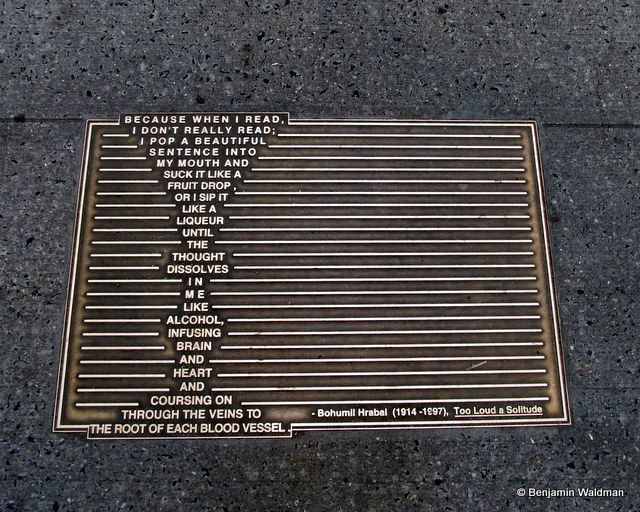 BECAUSE WHEN I READ,
I DON'T REALLY READ;
I POP A BEAUTIFUL
SENTENCE INTO
MY MOUTH AND
SUCK IT LIKE A
FRUIT DROP,
OR I SIP IT
LIKE A
LIQUEUR
UNTIL
THE
THOUGHT
DISSOLVES
IN
ME
LIKE
ALCOHOL,
INFUSING
BRAIN
AND
HEART
AND
COURSING ON
THROUGH THE VEINS TO - Bohumil Hrabal (1914-1997), Too Loud a Solitude
THE ROOT OF EACH BLOOD VESSEL.
© Benjamin Waldman